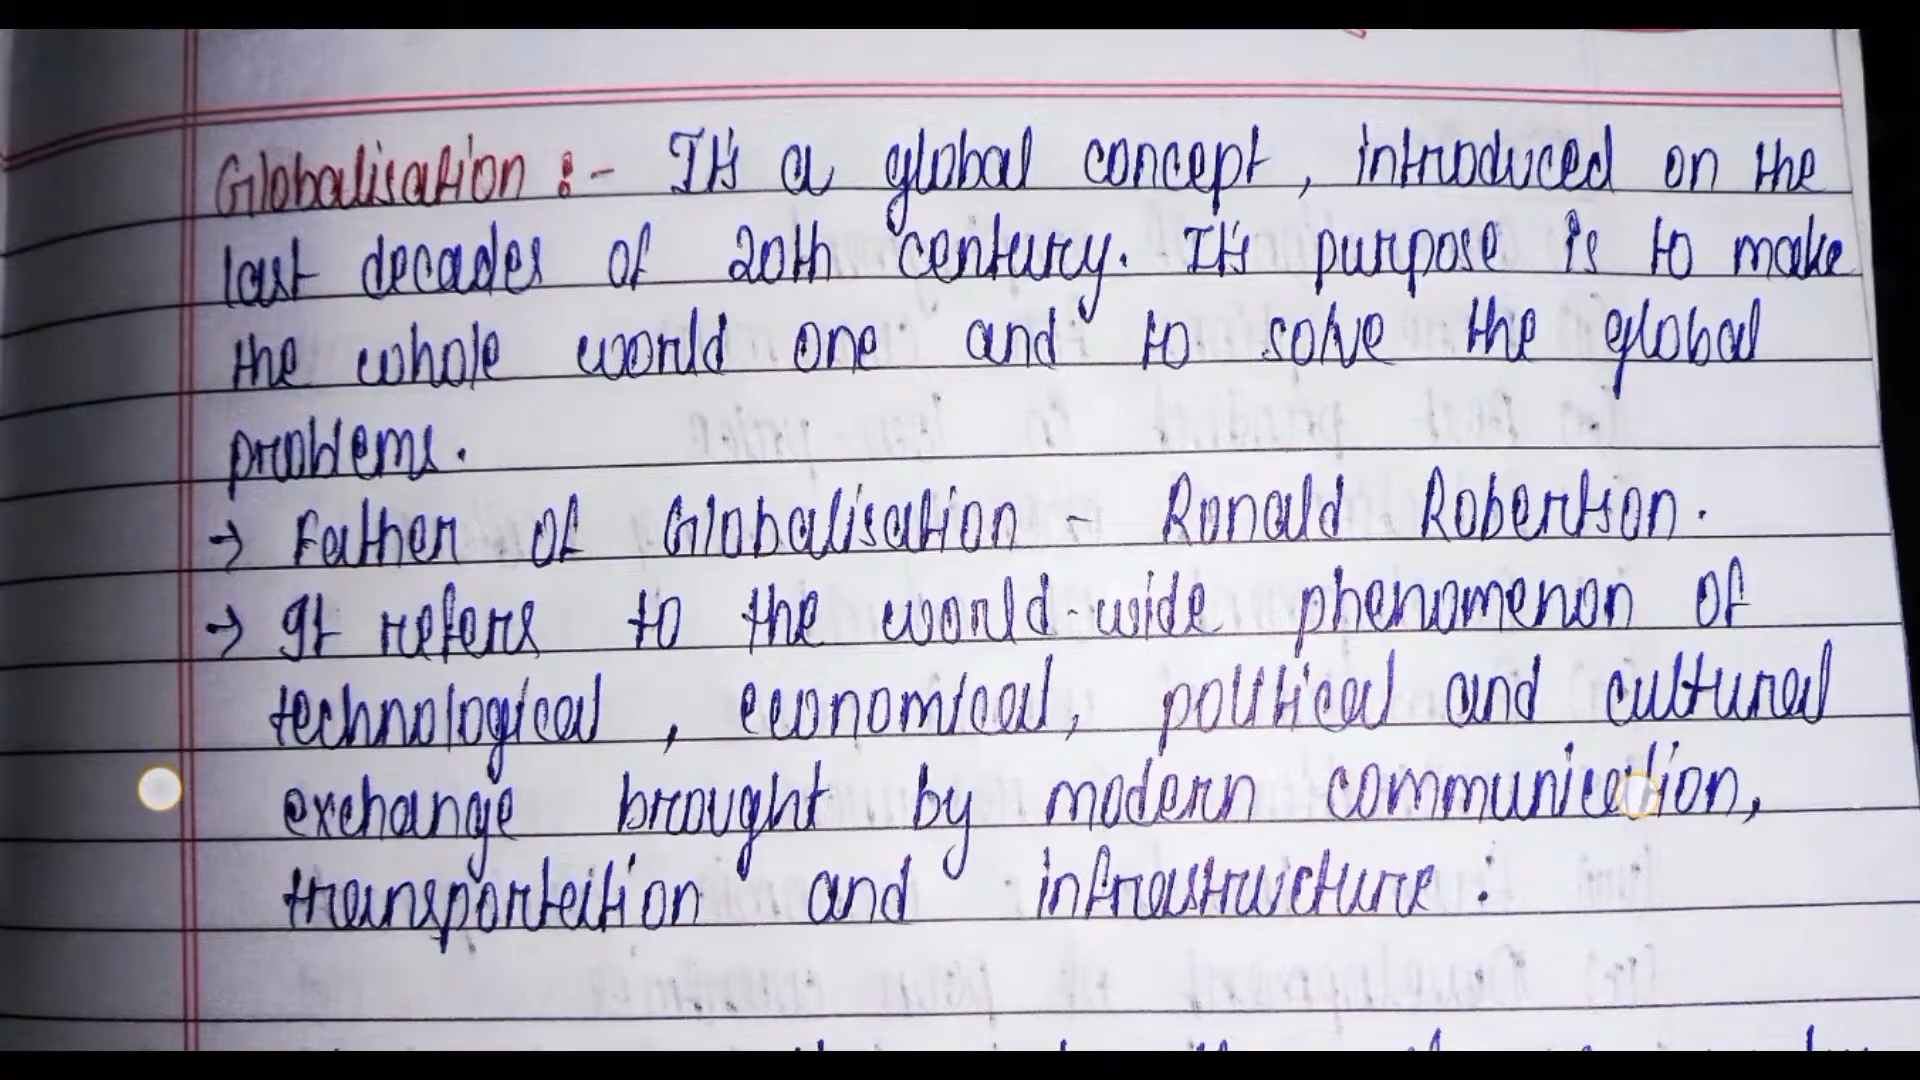 Globalisation :- It's a global concept, introduced on the
last decades of 20th century. It's purpose is to make
the whole world one and to solve the global
problems.
→ Father of Globalisation - Ronald Robertson.
→ It refers to the world-wide phenomenon of
technological, economical, political and cultural
exchange brought by modern communication,
transportation and infrastructure :